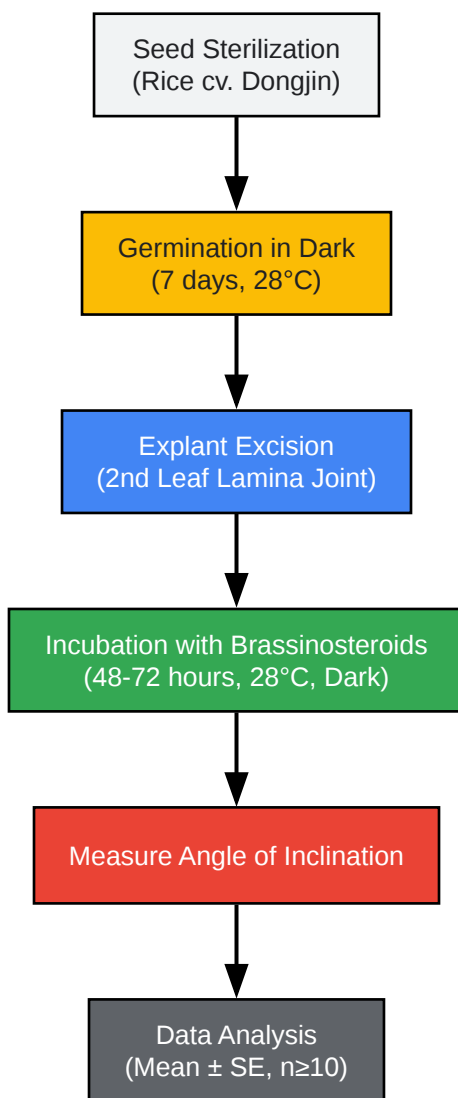 Seed Sterilization
(Rice cv. Dongjin)
Germination in Dark
(7 days, 28°C)
Explant Excision
(2nd Leaf Lamina Joint)
Incubation with Brassinosteroids
(48-72 hours, 28°C, Dark)
Measure Angle of Inclination
Data Analysis
(Mean ± SE, n≥10)